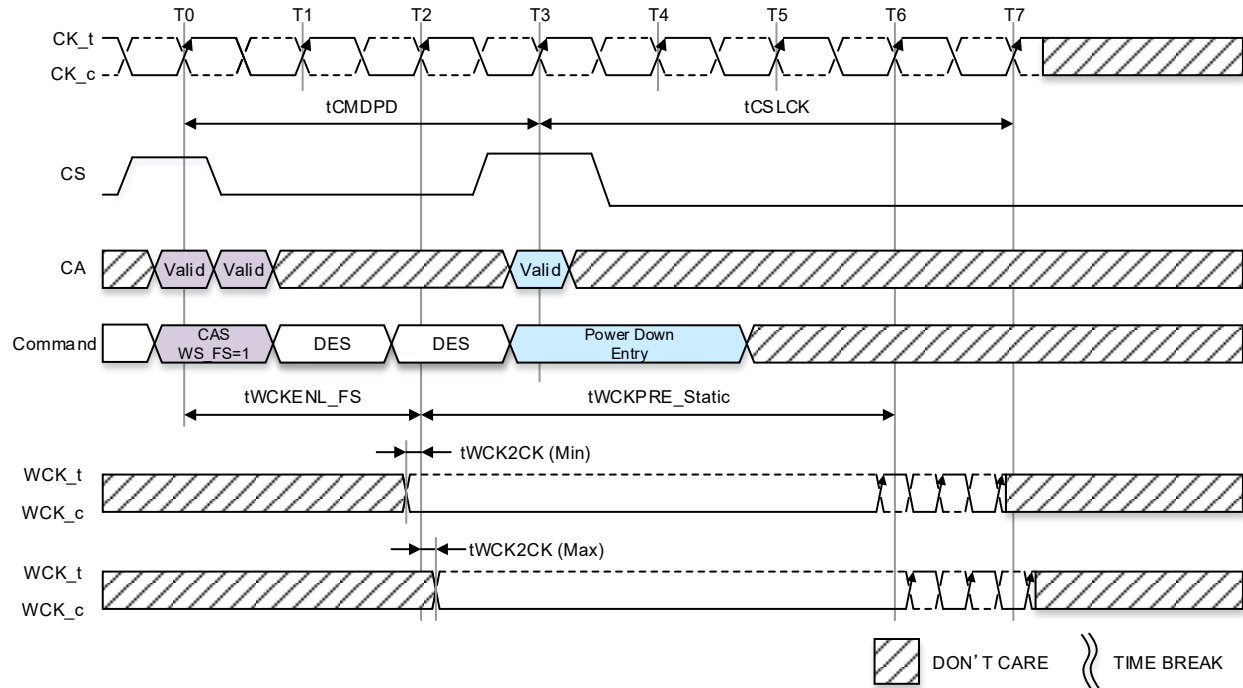 T0 T1 T2 T3 T4 T5 T6 T7
CK_t
CK_c
tCMDPD tCSLCK
CS
CA Valid Valid Valid
Command CAS WS_FS=1 DES DES Power Down Entry
tWCKENL_FS tWCKPRE_Static
tWCK2CK (Min)
WCK_t
WCK_c
tWCK2CK (Max)
WCK_t
WCK_c
DON'T CARE TIME BREAK